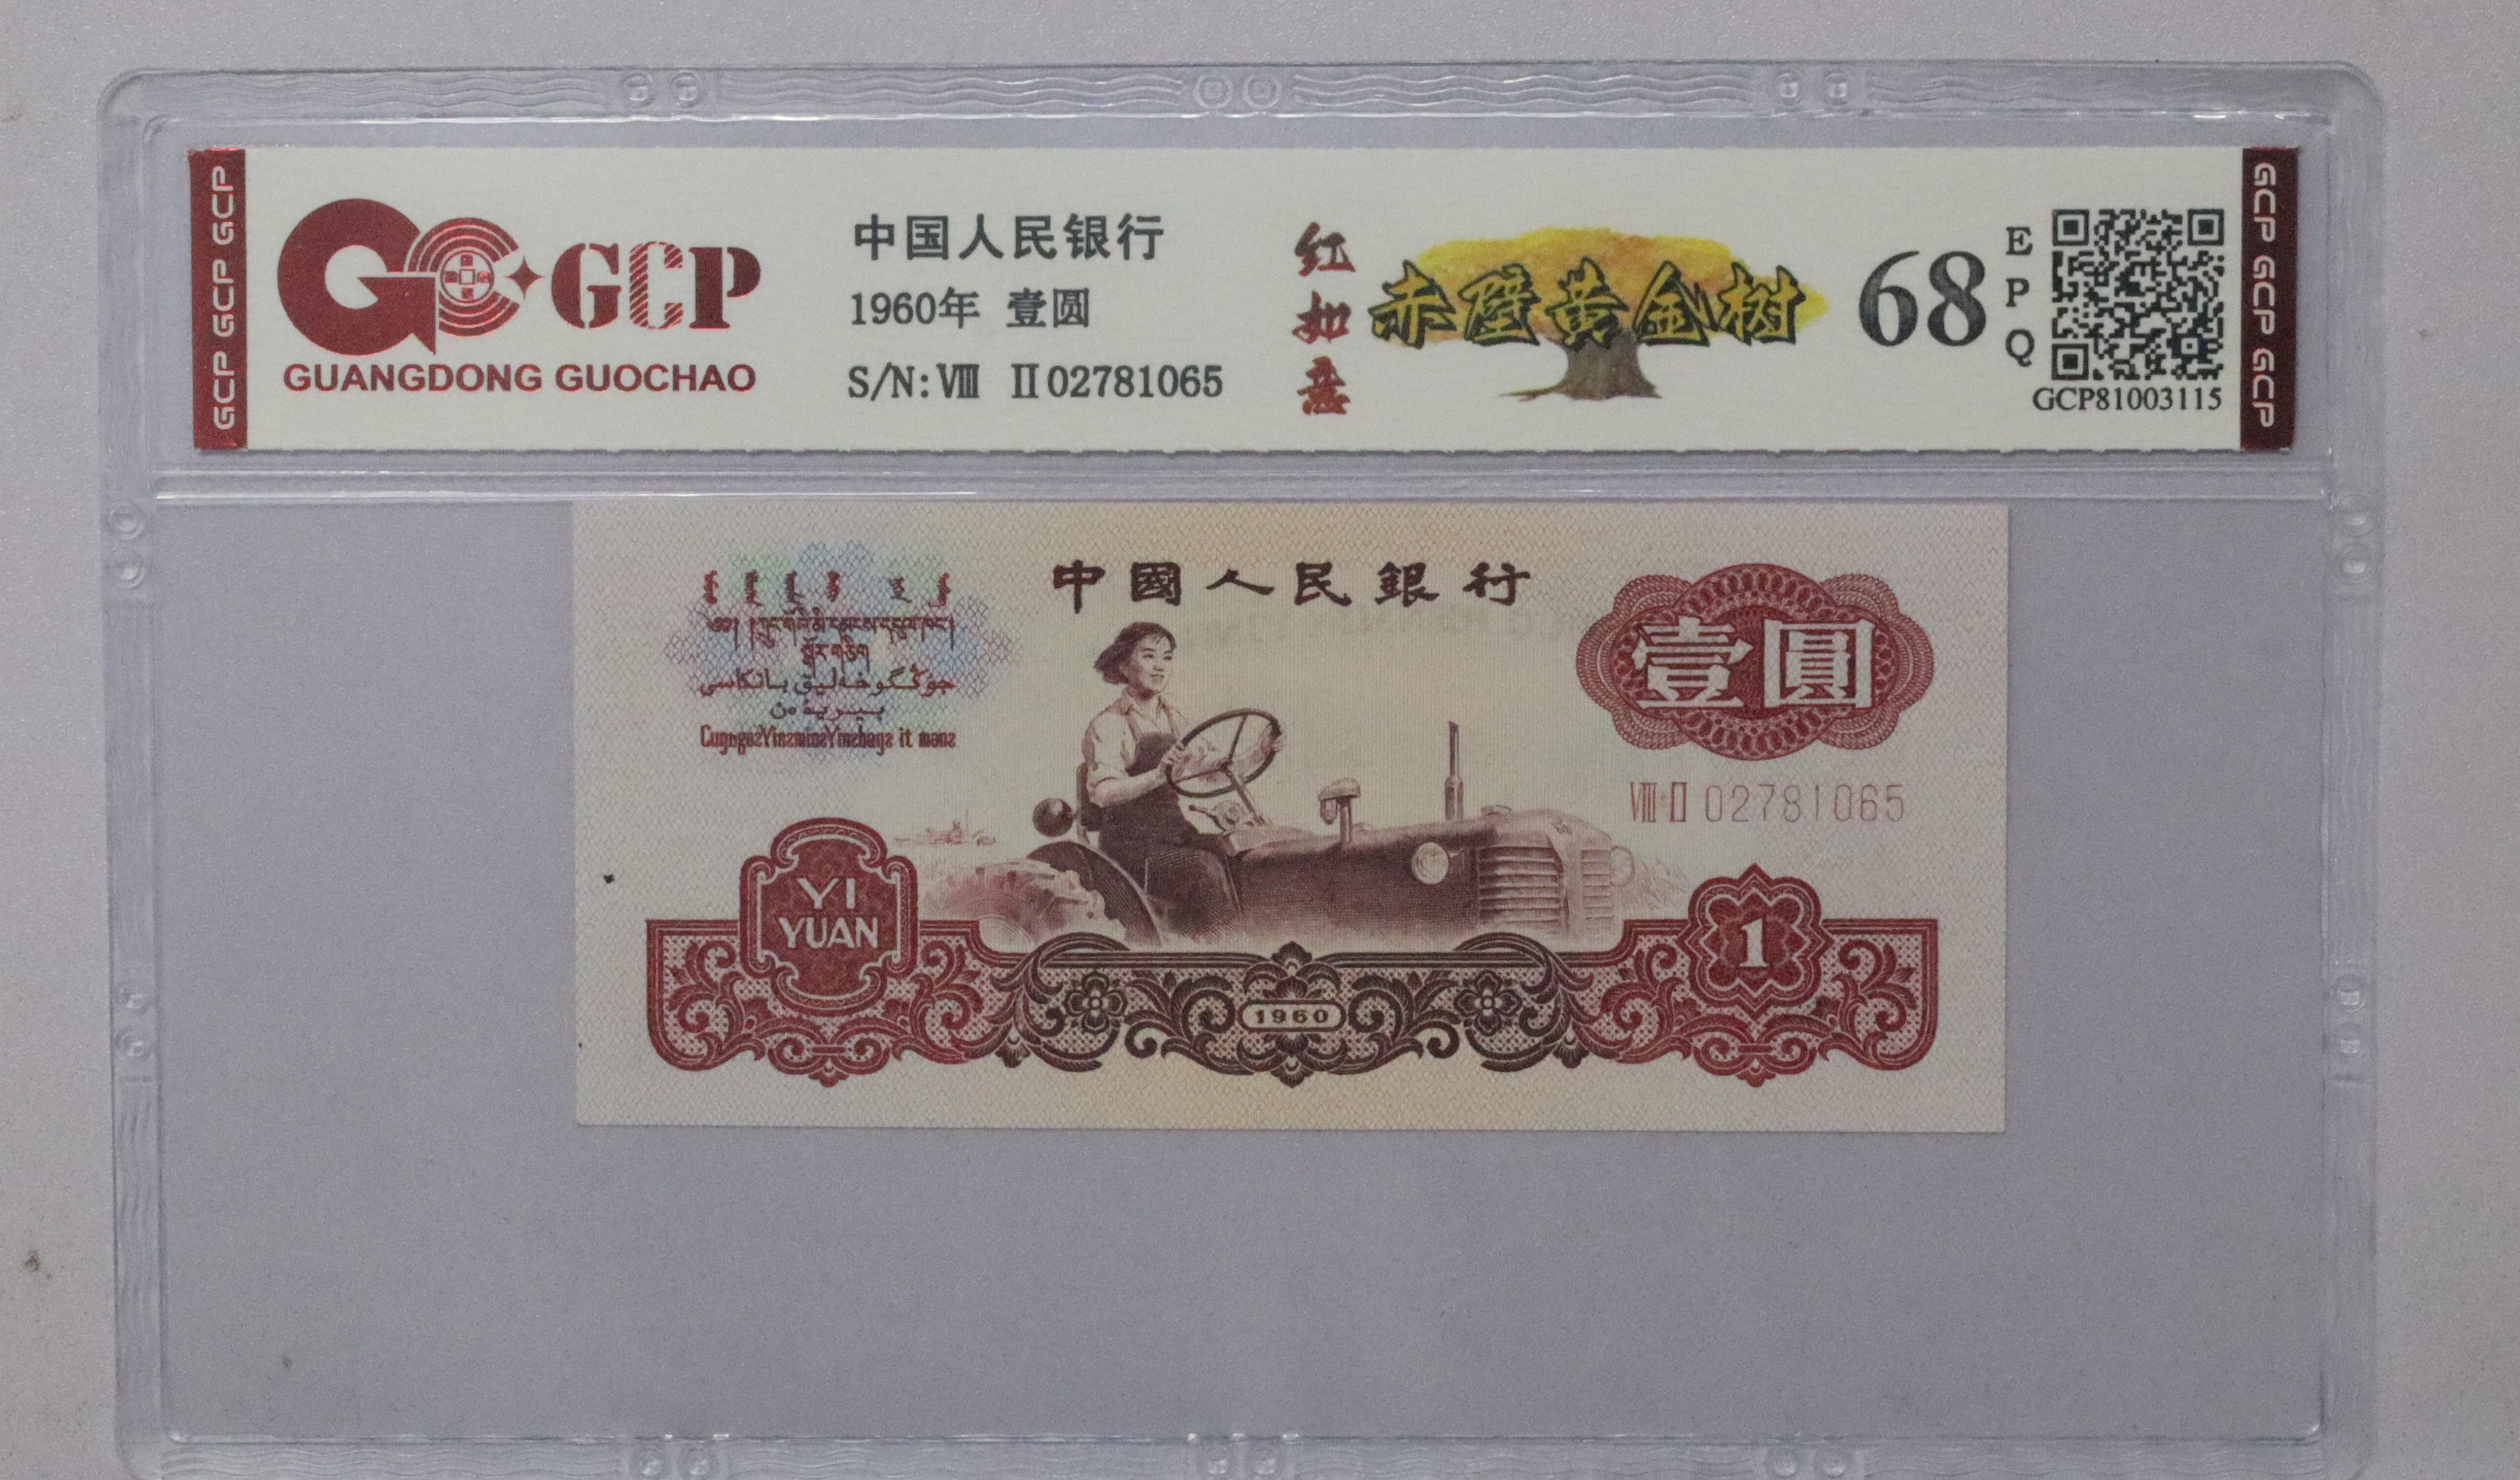 GCP GCP GCP
GCP
GUANGDONG GUOCHAO
中国人民银行
1960年 壹圆
S/N: Ⅷ Ⅱ02781065
红如意
赤壁黄金树
68
EPQ
GCP81003115
GCP GCP GCP
中國人民銀行
壹圓
Ⅷ Ⅱ 02781065
YI
YUAN
1960
1